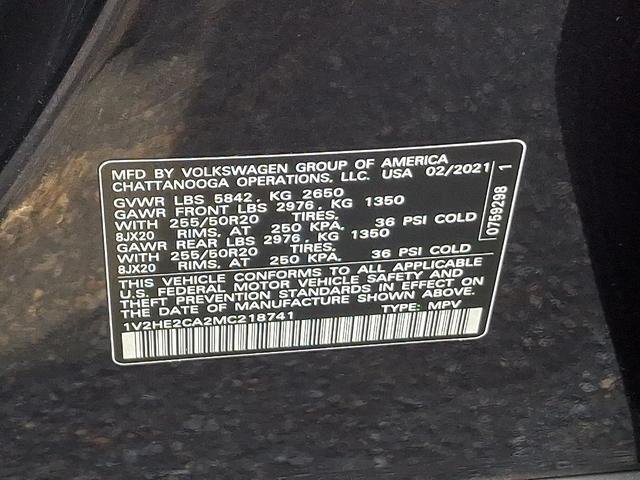 MFD BY VOLKSWAGEN GROUP OF AMERICA
CHATTANOOGA OPERATIONS, LLC. USA 02/2021
GVWR LBS 5842, KG 2650
GAWR FRONT LBS 2976, KG 1350
WITH 255/50R20 TIRES,
8JX20 RIMS, AT 250 KPA, 36 PSI COLD
GAWR REAR LBS 2976, KG 1350
WITH 255/50R20 TIRES,
8JX20 RIMS, AT 250 KPA, 36 PSI COLD
THIS VEHICLE CONFORMS TO ALL APPLICABLE
U.S. FEDERAL MOTOR VEHICLE SAFETY AND
THEFT PREVENTION STANDARDS IN EFFECT ON
THE DATE OF MANUFACTURE SHOWN ABOVE.
1V2HE2CA2MC218741 TYPE: MPV
0759298 1